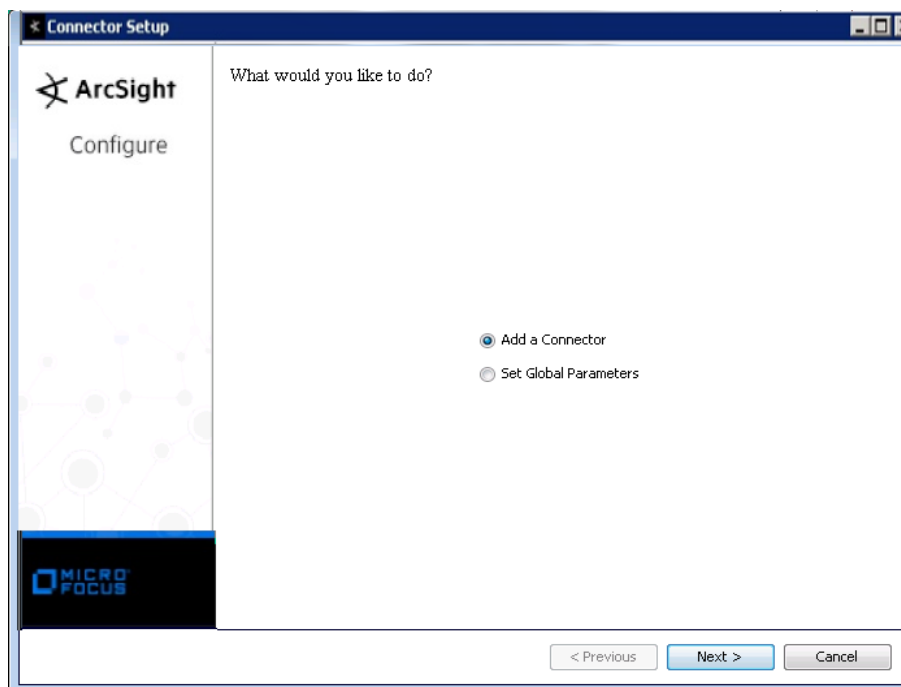 Connector Setup
ArcSight
Configure
What would you like to do?
Add a Connector
Set Global Parameters
MICRO
FOCUS
< Previous
Next >
Cancel